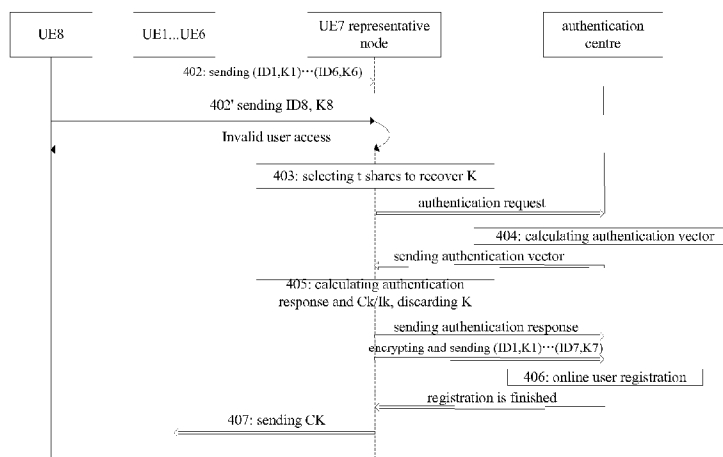 UE8
UE1...UE6
UE7 representative
node
authentication
centre
402: sending (ID1,K1)···(ID6,K6)
402' sending ID8, K8
Invalid user access
403: selecting t shares to recover K
authentication request
404: calculating authentication vector
sending authentication vector
405: calculating authentication
response and Ck/Ik, discarding K
sending authentication response
encrypting and sending (ID1,K1)···(ID7,K7)
406: online user registration
registration is finished
407: sending CK